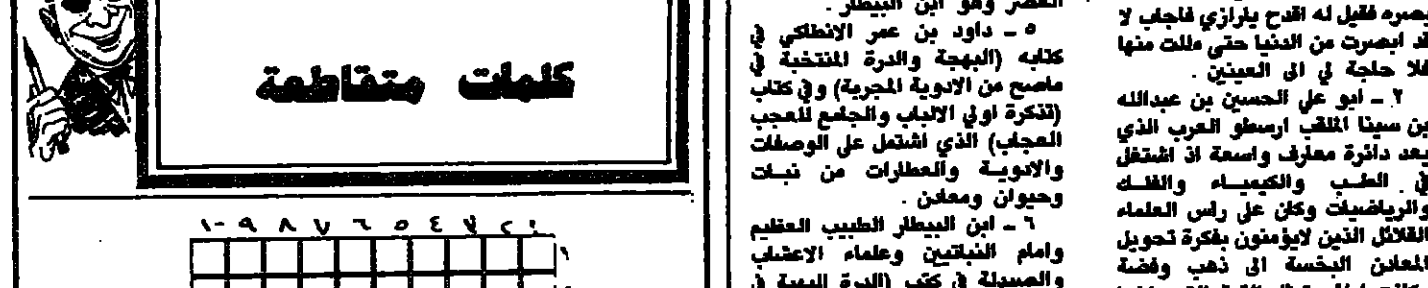 بصره فقيل له اقدح يارازي فاجاب لا
قد ابصرت من الدنيا حتى مللت منها
فلا حاجة لي الى العينين .
٢ ــ ابو علي الحسين بن عبدالله
بن سينا الملقب ارسطو العرب الذي
يعد دائرة معارف واسعة اذ اشتغل
في الطب والكيمياء والفلك
والرياضيات وكان على راس العلماء
القلائل الذين لايؤمنون بفكرة تحويل
المعادن البخسة الى ذهب وفضة
العصر وهو ابن البيطار .
٥ ــ داود بن عمر الانطاكي في
كتابه (البهجة والدرة المنتخبة في
ماصح من الادوية المجربة) وفي كتاب
(تذكرة اولي الالباب والجامع للعجب
العجاب) الذي اشتمل على الوصفات
والادوية والعطارات من نبات
وحيوان ومعادن .
٦ ــ ابن البيطار الطبيب العظيم
وامام النباتيين وعلماء الاعشاب
والصيدلة في كتب (الدرة البهية في
كلمات متقاطعة
١ ٢ ٣ ٤ ٥ ٦ ٧ ٨ ٩ ١٠
١